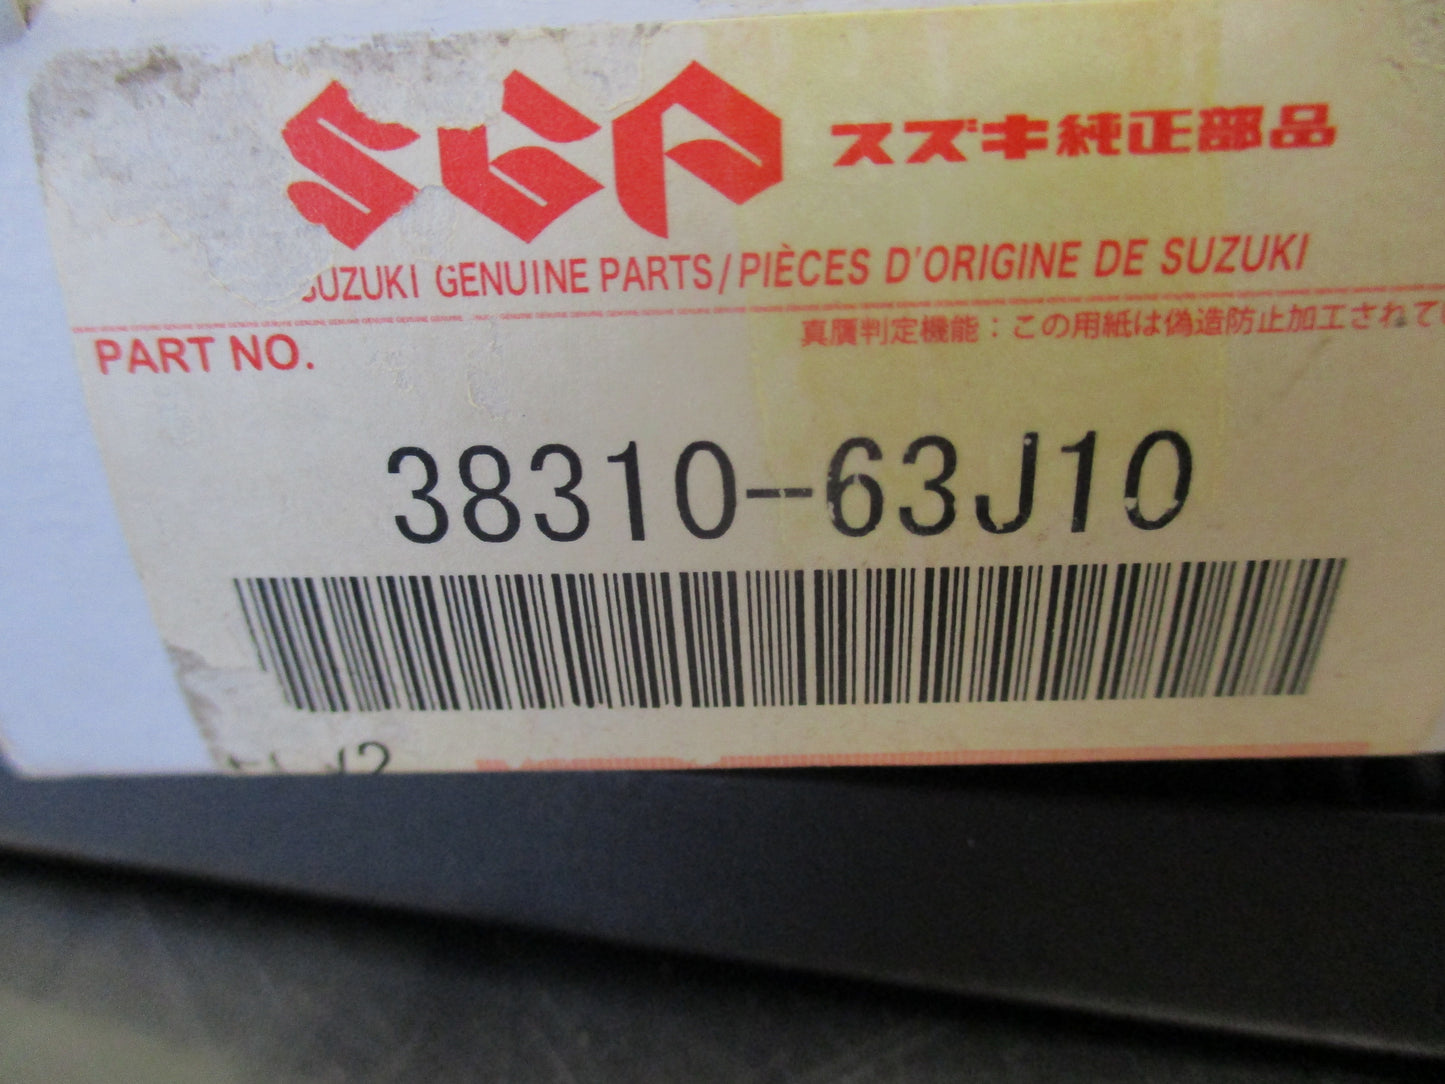 SGP スズキ純正部品
SUZUKI GENUINE PARTS/PIÈCES D'ORIGINE DE SUZUKI
PART NO.
真贋判定機能：この用紙は偽造防止加工されて
38310-63J10